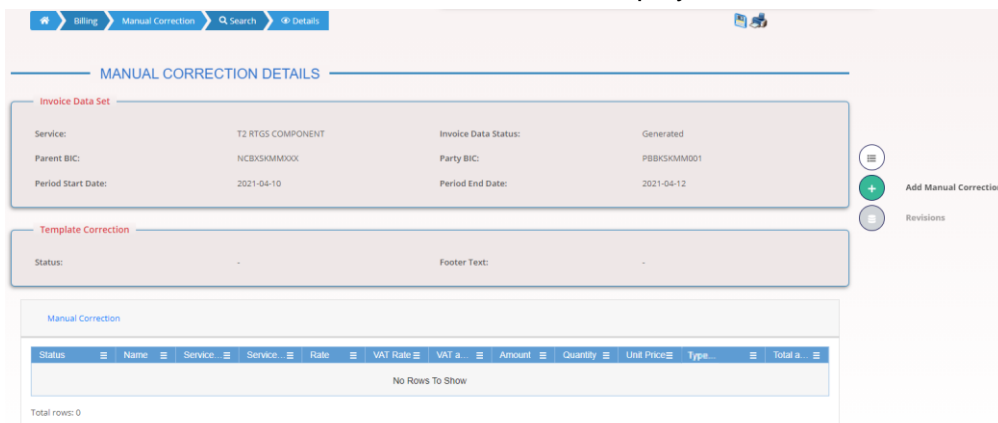 Billing Manual Correction Search Details
MANUAL CORRECTION DETAILS
Invoice Data Set
Service: T2 RTGS COMPONENT Invoice Data Status: Generated
Parent BIC: NCBXSKMMXXX Party BIC: PBBKSKMM001
Period Start Date: 2021-04-10 Period End Date: 2021-04-12
Add Manual Correction
Revisions
Template Correction
Status: - Footer Text: -
Manual Correction
Status Name Service... Service... Rate VAT Rate VAT a... Amount Quantity Unit Price Type... Total a...
No Rows To Show
Total rows: 0